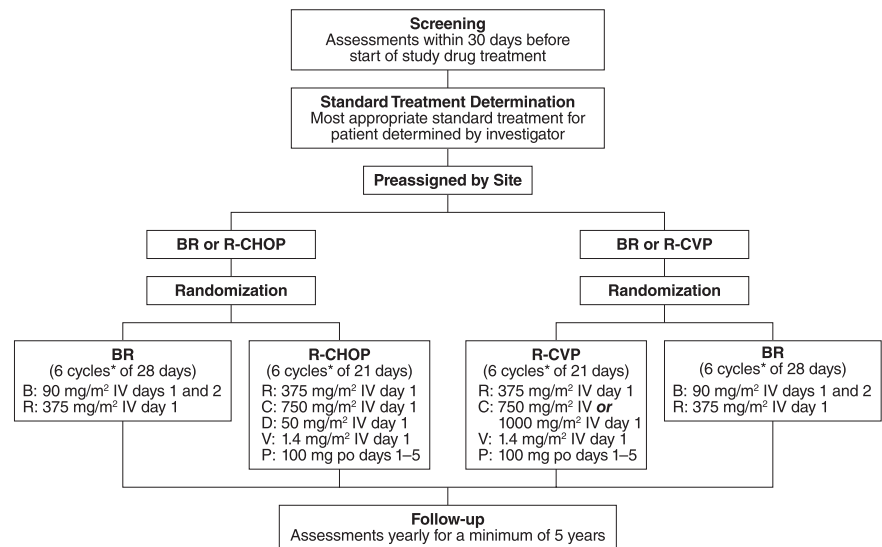 Screening
Assessments within 30 days before
start of study drug treatment
Standard Treatment Determination
Most appropriate standard treatment for
patient determined by investigator
Preassigned by Site
BR or R-CHOP
BR or R-CVP
Randomization
Randomization
BR
(6 cycles* of 28 days)
B: 90 mg/m² IV days 1 and 2
R: 375 mg/m² IV day 1
R-CHOP
(6 cycles* of 21 days)
R: 375 mg/m² IV day 1
C: 750 mg/m² IV day 1
D: 50 mg/m² IV day 1
V: 1.4 mg/m² IV day 1
P: 100 mg po days 1–5
R-CVP
(6 cycles* of 21 days)
R: 375 mg/m² IV day 1
C: 750 mg/m² IV or
1000 mg/m² IV day 1
V: 1.4 mg/m² IV day 1
P: 100 mg po days 1–5
BR
(6 cycles* of 28 days)
B: 90 mg/m² IV days 1 and 2
R: 375 mg/m² IV day 1
Follow-up
Assessments yearly for a minimum of 5 years